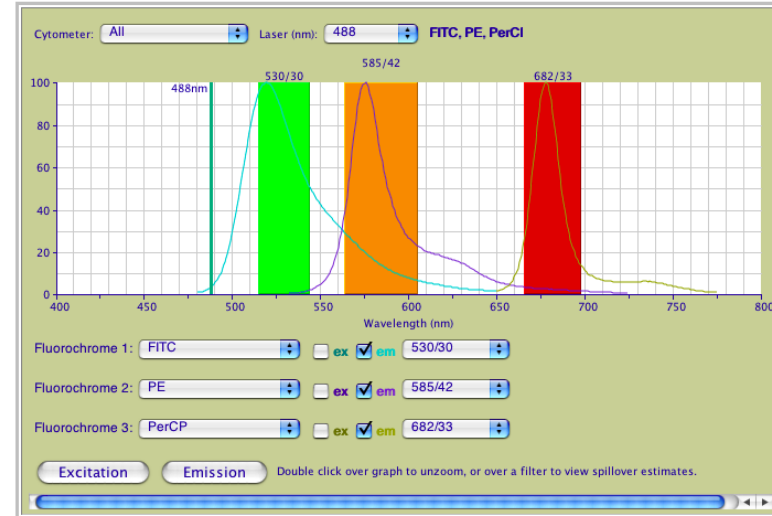 Cytometer: All Laser (nm): 488 FITC, PE, PerCl
585/42
530/30 682/33
488nm
100
80
60
40
20
0
400 450 500 550 600 650 700 750 800
Wavelength (nm)
Fluorochrome 1: FITC ex em 530/30
Fluorochrome 2: PE ex em 585/42
Fluorochrome 3: PerCP ex em 682/33
Excitation Emission Double click over graph to unzoom, or over a filter to view spillover estimates.